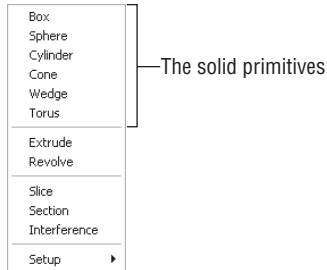 Box
Sphere
Cylinder
Cone
Wedge
Torus
The solid primitives
Extrude
Revolve
Slice
Section
Interference
Setup